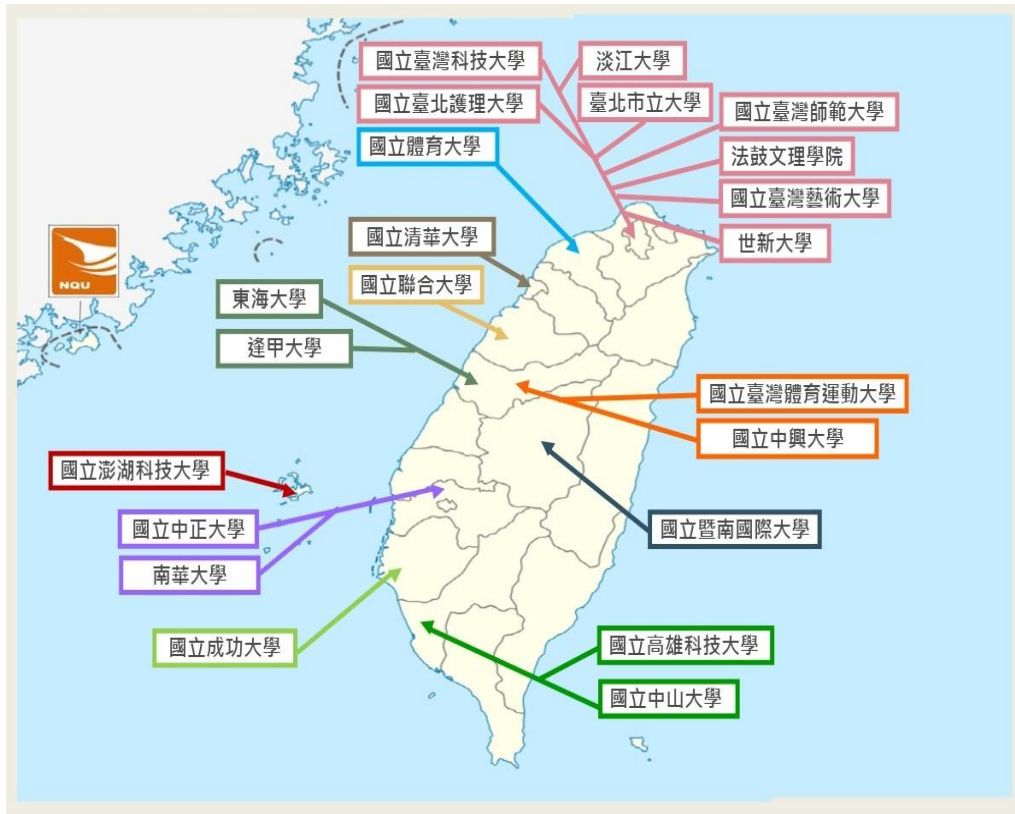 國立臺灣科技大學
淡江大學
國立臺北護理大學
臺北市立大學
國立臺灣師範大學
國立體育大學
法鼓文理學院
國立臺灣藝術大學
國立清華大學
世新大學
國立聯合大學
NQU
東海大學
逢甲大學
國立臺灣體育運動大學
國立中興大學
國立澎湖科技大學
國立中正大學
國立暨南國際大學
南華大學
國立成功大學
國立高雄科技大學
國立中山大學